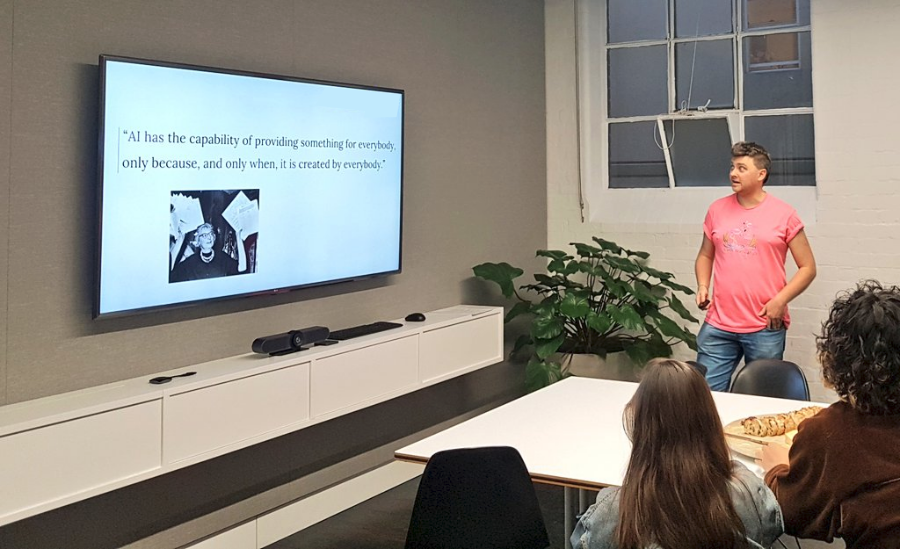 “AI has the capability of providing something for everybody,
only because, and only when, it is created by everybody.”